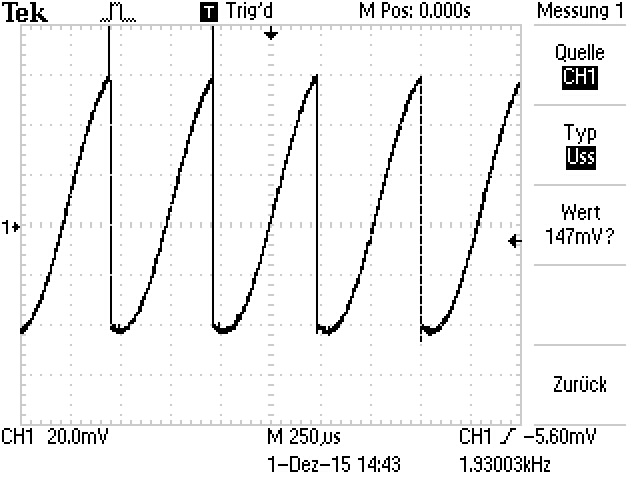 Tek T Trig'd M Pos: 0.000s Messung 1
Quelle
CH1
Typ
Uss
Wert
147mV?
1
Zurück
CH1 20.0mV M 250µs CH1 -5.60mV
1-Dez-15 14:43 1.93003kHz